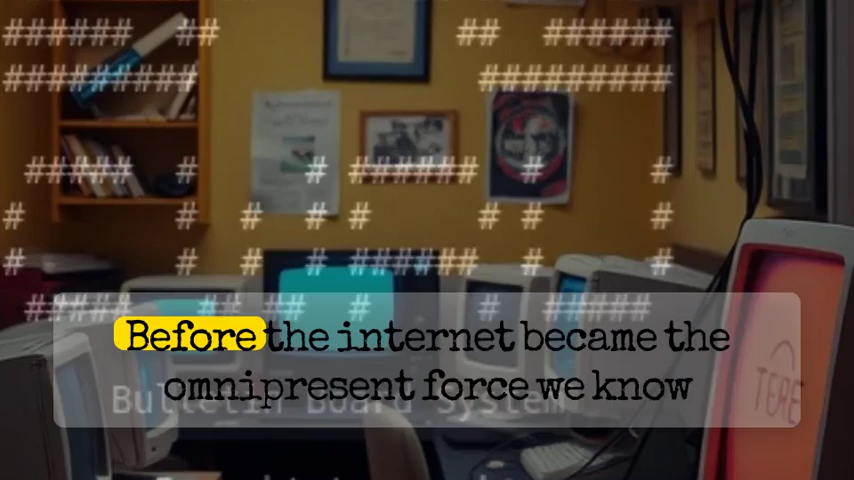 ###### ## ## ######
######### #########
##### # # ###### # #
# # # # # # # #
# # # # ###### # #
##### ## ## # # #####
Before the internet became the
omnipresent force we know
Bulletin Board System